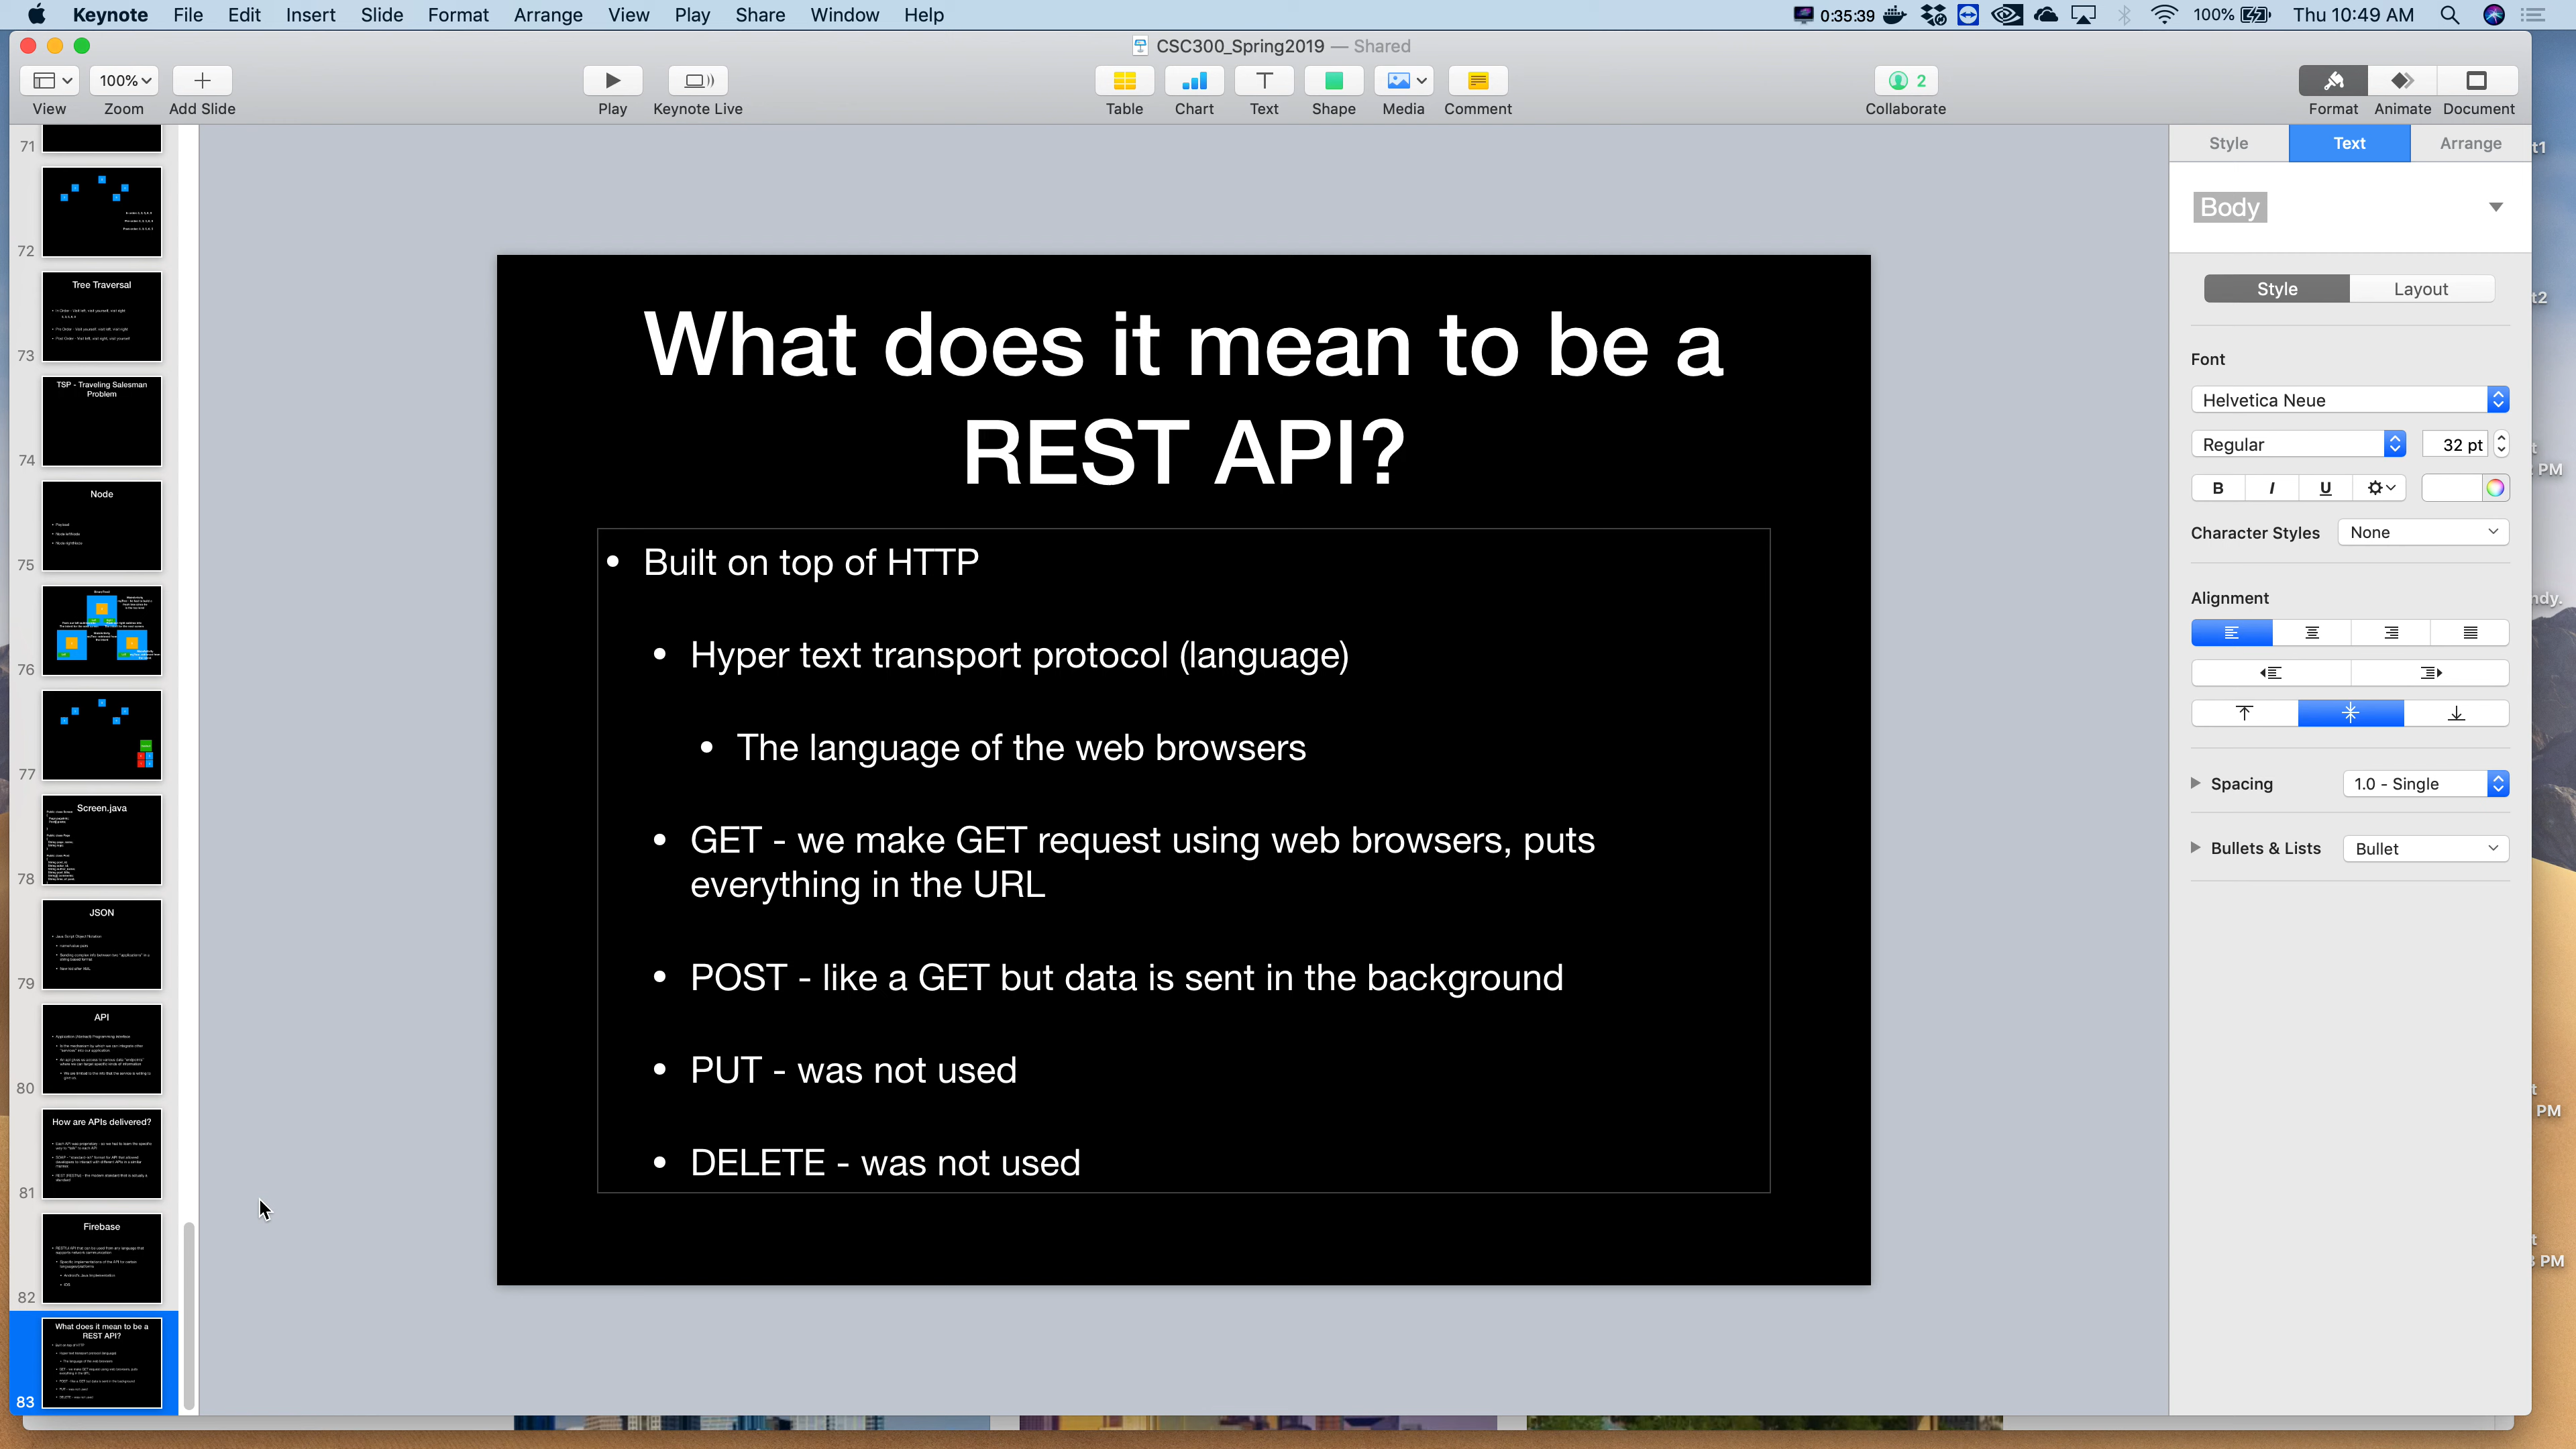 Keynote File Edit Insert Slide Format Arrange View Play Share Window Help 0:35:39 100% Thu 10:49 AM
CSC300_Spring2019 — Shared
100% 2
View Zoom Add Slide Play Keynote Live Table Chart Text Shape Media Comment Collaborate Format Animate Document
71
72
Tree Traversal
73
TSP - Traveling Salesman
Problem
74
Node
75
76
77
Screen.java
78
JSON
79
API
80
How are APIs delivered?
81
Firebase
82
What does it mean to be a
REST API?
83
What does it mean to be a
REST API?
• Built on top of HTTP
• Hyper text transport protocol (language)
• The language of the web browsers
• GET - we make GET request using web browsers, puts
everything in the URL
• POST - like a GET but data is sent in the background
• PUT - was not used
• DELETE - was not used
Style Text Arrange
Body
Style Layout
Font
Helvetica Neue
Regular 32 pt
B I U
Character Styles None
Alignment
Spacing 1.0 - Single
Bullets & Lists Bullet
t1
t2
t
PM
ndy.
t
PM
t
PM